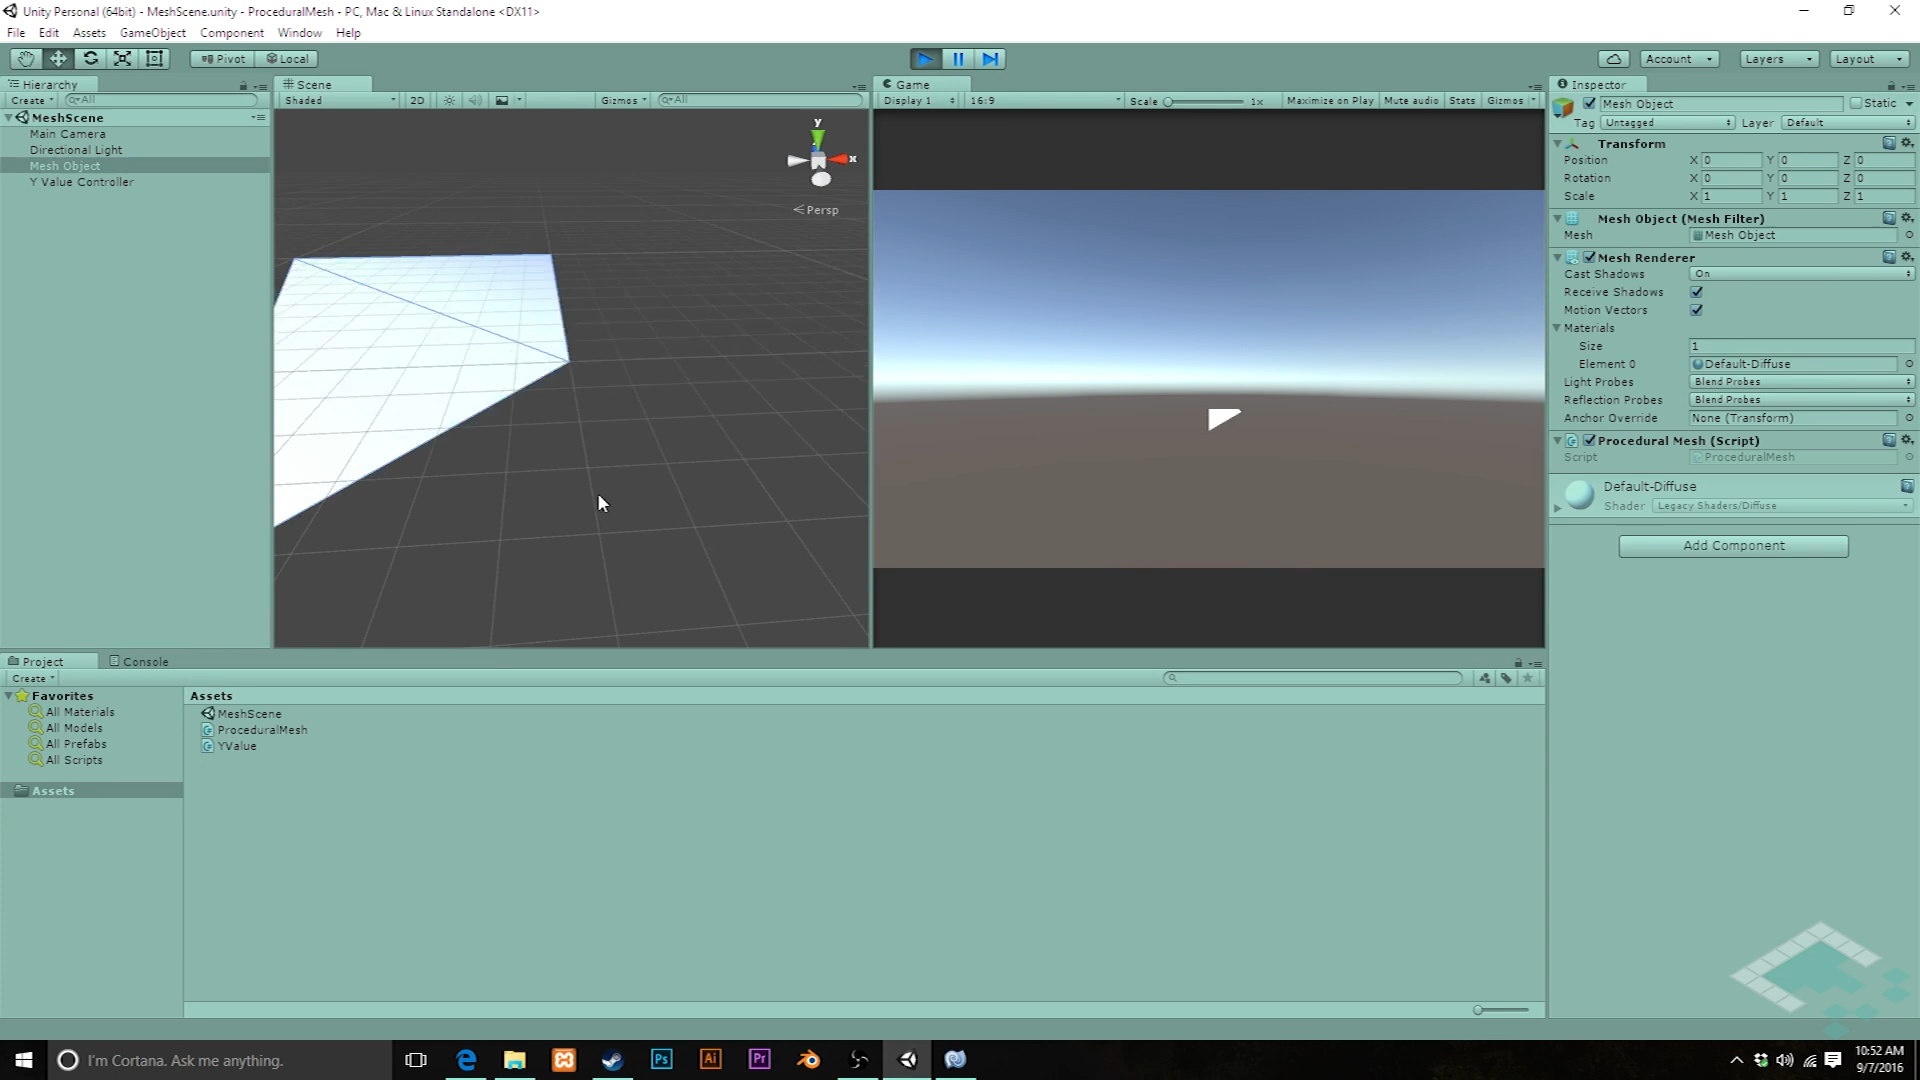 Unity Personal (64bit) - MeshScene.unity - ProceduralMesh - PC, Mac & Linux Standalone <DX11>
File Edit Assets GameObject Component Window Help
Pivot Local Account Layers Layout
Hierarchy
Create All
MeshScene
Main Camera
Directional Light
Mesh Object
Y Value Controller
Scene
Shaded 2D Gizmos All
y
x
Persp
Game
Display 1 16:9 Scale 1x Maximize on Play Mute audio Stats Gizmos
Inspector
Mesh Object Static
Tag Untagged Layer Default
Transform
Position X 0 Y 0 Z 0
Rotation X 0 Y 0 Z 0
Scale X 1 Y 1 Z 1
Mesh Object (Mesh Filter)
Mesh Mesh Object
Mesh Renderer
Cast Shadows On
Receive Shadows
Motion Vectors
Materials
Size 1
Element 0 Default-Diffuse
Light Probes Blend Probes
Reflection Probes Blend Probes
Anchor Override None (Transform)
Procedural Mesh (Script)
Script ProceduralMesh
Default-Diffuse
Shader Legacy Shaders/Diffuse
Add Component
Project Console
Create
Favorites
All Materials
All Models
All Prefabs
All Scripts
Assets
Assets
MeshScene
ProceduralMesh
YValue
I'm Cortana. Ask me anything.
Ps Ai Pr
10:52 AM
9/7/2016